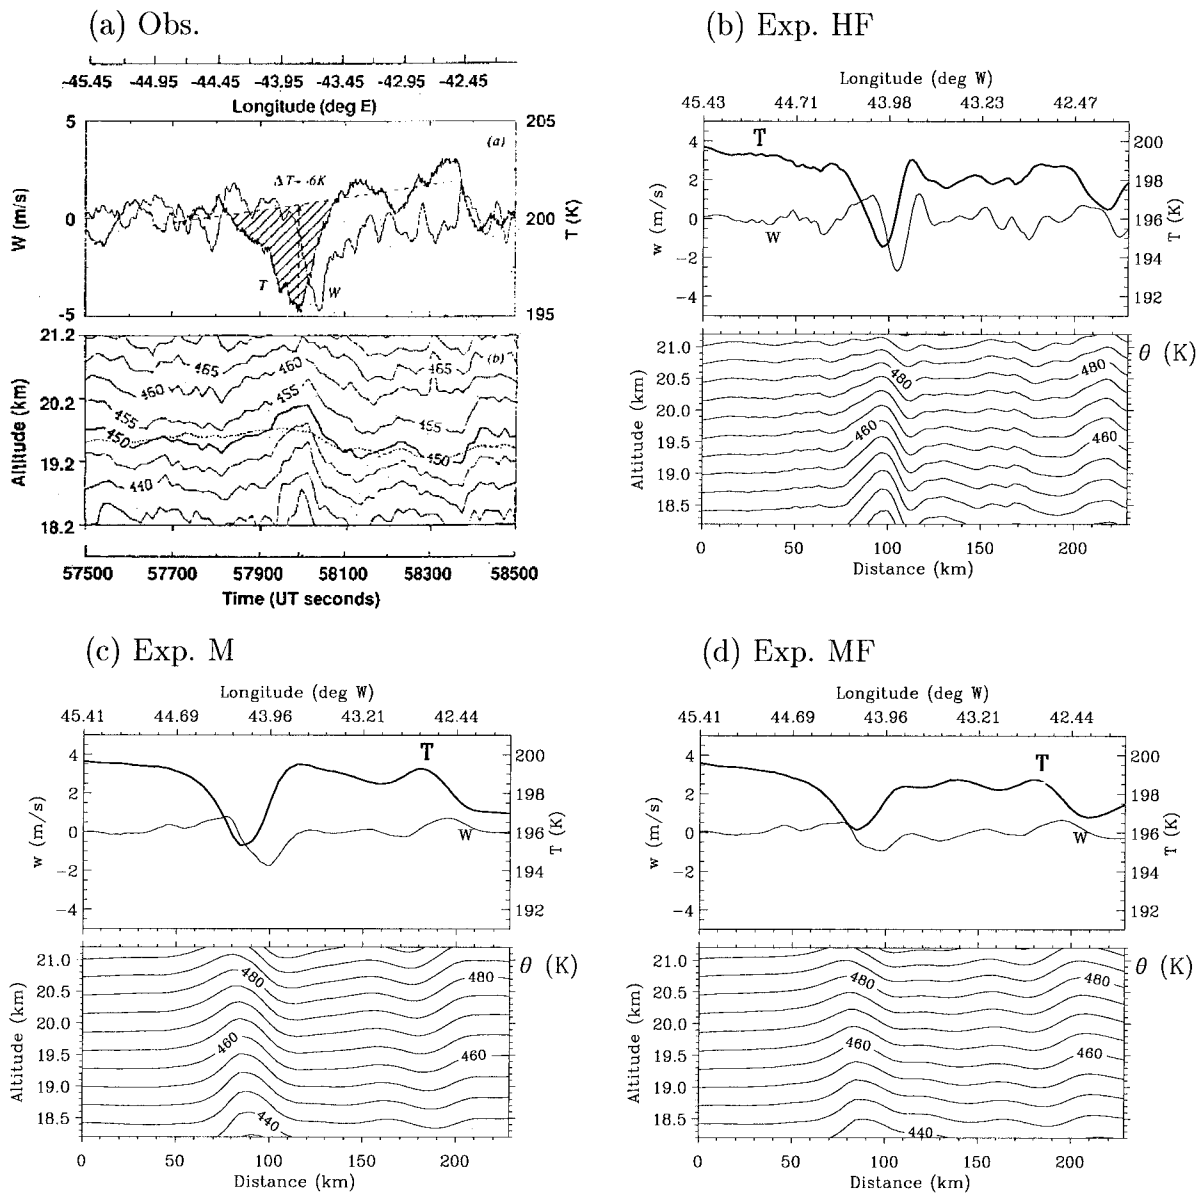 (a) Obs.
-45.45 -44.95 -44.45 -43.95 -43.45 -42.95 -42.45
Longitude (deg E)
5 205
(a)
ΔT~ -6K
W (m/s)
0 200
T (K)
T W
-5 195
21.2
(b)
465 460 465
460 455
20.2
455 455
450 450
Altitude (km)
19.2
440
18.2
57500 57700 57900 58100 58300 58500
Time (UT seconds)
(b) Exp. HF
Longitude (deg W)
45.43 44.71 43.98 43.23 42.47
T
4 2 0 -2 -4
w (m/s)
w
200 198 196 194 192
T (K)
21.0 20.5 20.0 19.5 19.0 18.5
Altitude (km)
480 480
460 460
θ (K)
0 50 100 150 200
Distance (km)
(c) Exp. M
Longitude (deg W)
45.41 44.69 43.96 43.21 42.44
T
4 2 0 -2 -4
w (m/s)
w
200 198 196 194 192
T (K)
21.0 20.5 20.0 19.5 19.0 18.5
Altitude (km)
480 480
460 460
440
θ (K)
0 50 100 150 200
Distance (km)
(d) Exp. MF
Longitude (deg W)
45.41 44.69 43.96 43.21 42.44
T
4 2 0 -2 -4
w (m/s)
w
200 198 196 194 192
T (K)
21.0 20.5 20.0 19.5 19.0 18.5
Altitude (km)
480 480
460 460
440
θ (K)
0 50 100 150 200
Distance (km)